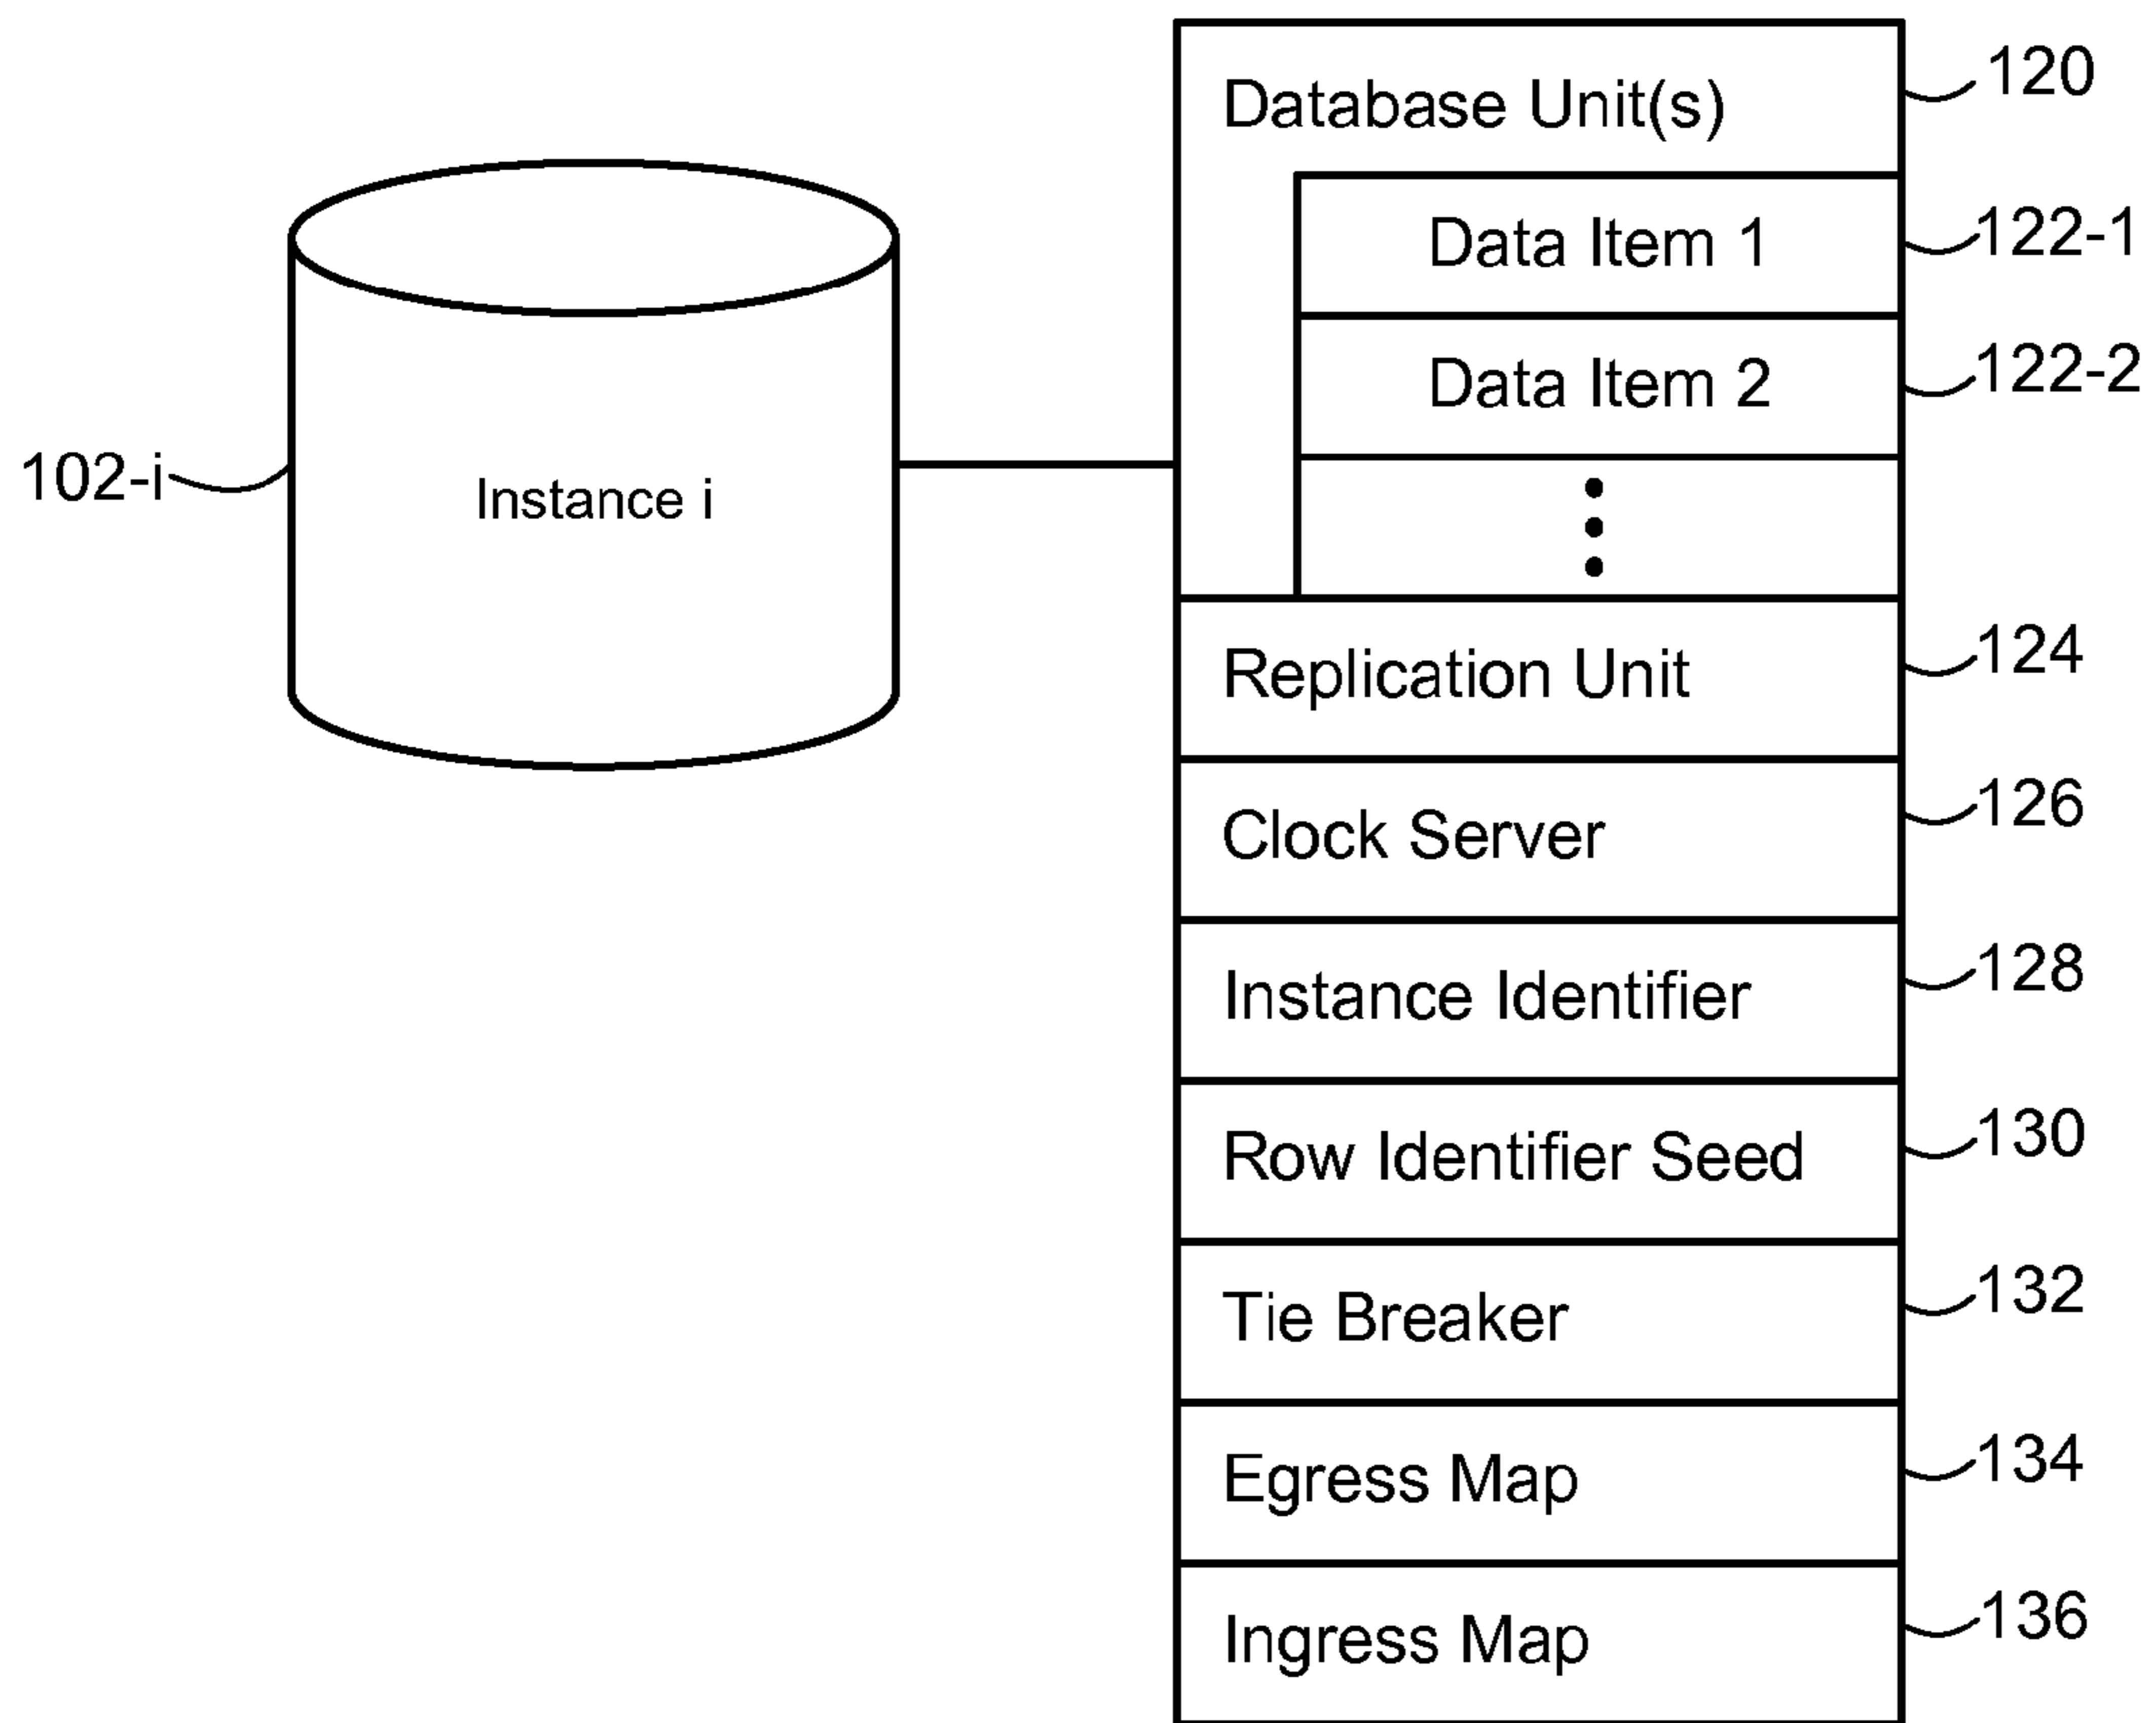 Database Unit(s) 120
Data Item 1 122-1
Data Item 2 122-2
102-i Instance i
Replication Unit 124
Clock Server 126
Instance Identifier 128
Row Identifier Seed 130
Tie Breaker 132
Egress Map 134
Ingress Map 136